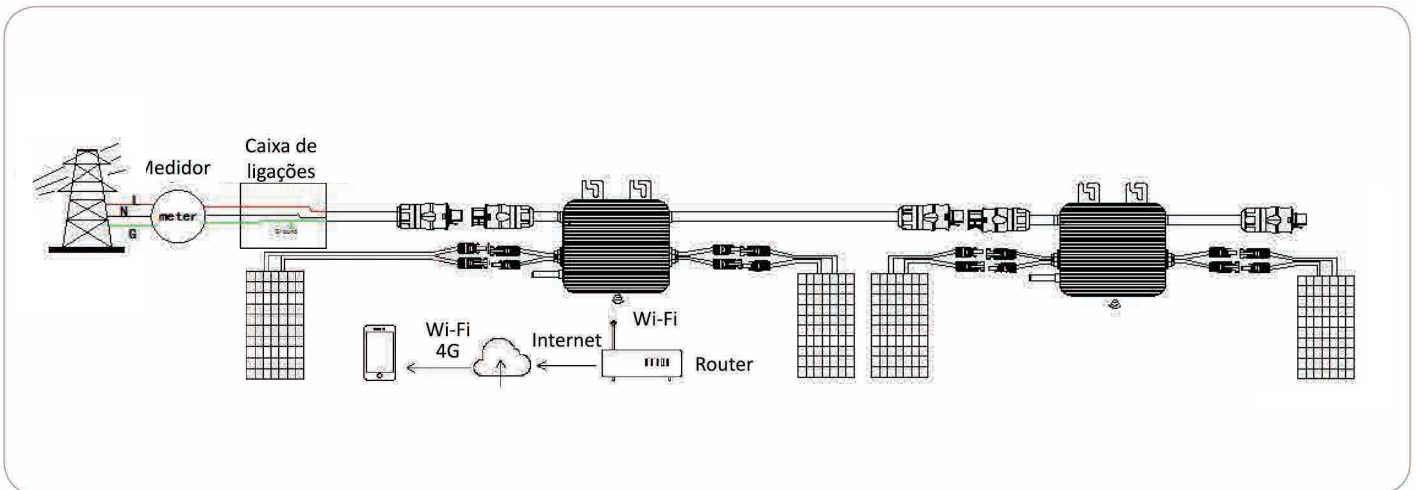 Caixa de
ligações
Medidor
L
N
G
meter
Ground
Wi-Fi
4G
Internet
Wi-Fi
Router